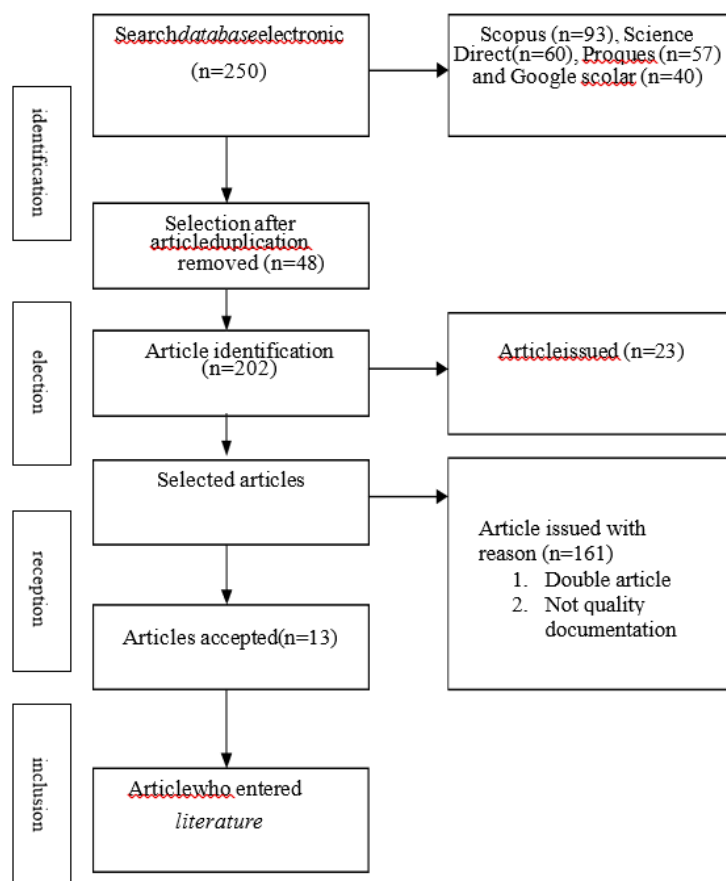 Searchdatabaseelectronic
(n=250)
Scopus (n=93), Science
Direct(n=60), Proques (n=57)
and Google scolar (n=40)
identification
Selection after
articleduplication
removed (n=48)
election
Article identification
(n=202)
Articleissued (n=23)
Selected articles
Article issued with
reason (n=161)
1. Double article
2. Not quality
documentation
reception
Articles accepted(n=13)
inclusion
Articlewho entered
literature